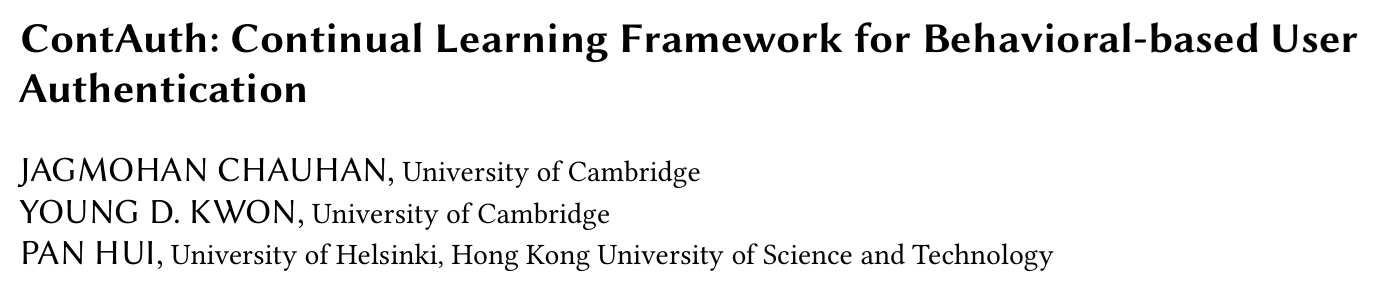 ContAuth: Continual Learning Framework for Behavioral-based User
Authentication
JAGMOHAN CHAUHAN, University of Cambridge
YOUNG D. KWON, University of Cambridge
PAN HUI, University of Helsinki, Hong Kong University of Science and Technology